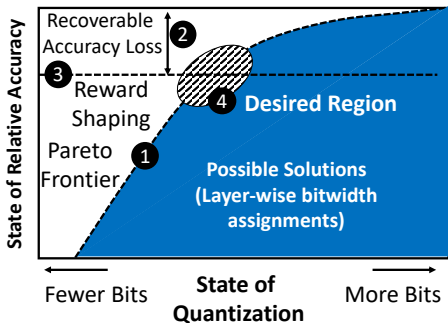 Recoverable
Accuracy Loss
2
3
Reward
Shaping
4
Desired Region
Pareto
Frontier
1
Possible Solutions
(Layer-wise bitwidth
assignments)
State of Relative Accuracy
Fewer Bits
State of
Quantization
More Bits